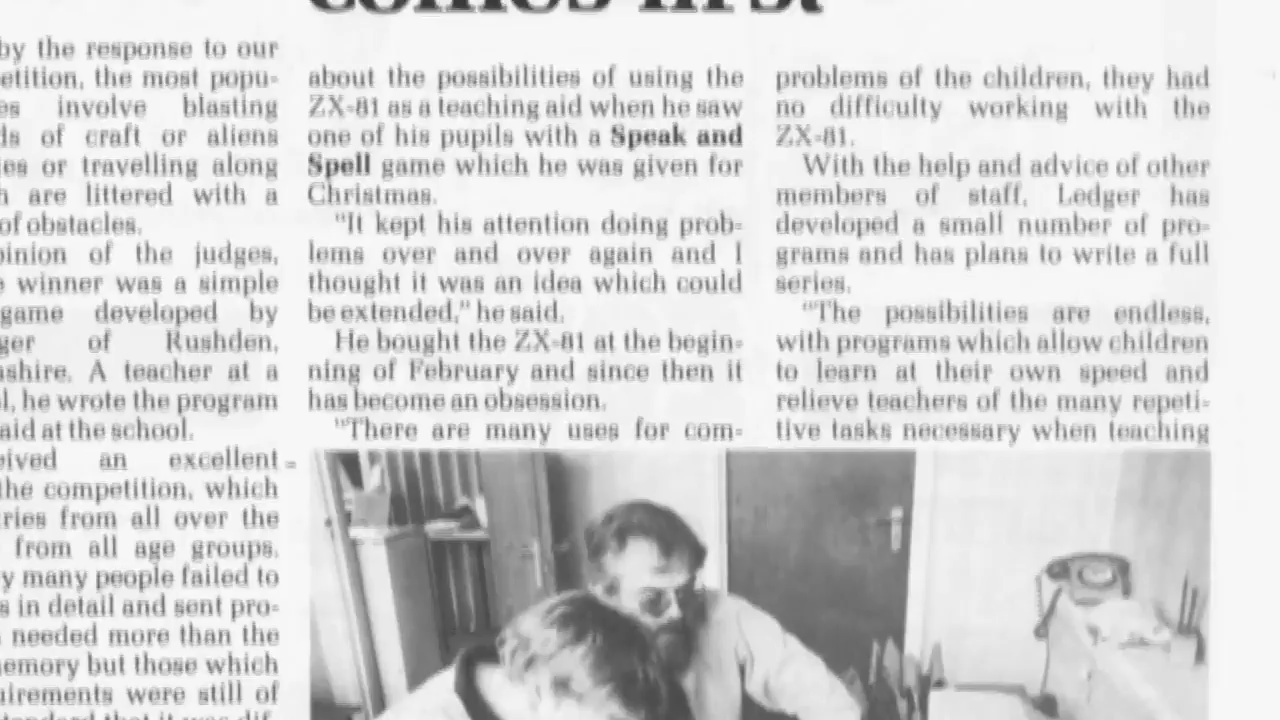 comes first
by the response to our
etition, the most popu-
es involve blasting
ds of craft or aliens
ies or travelling along
h are littered with a
of obstacles.
pinion of the judges,
e winner was a simple
game developed by
ger of Rushden,
nshire. A teacher at a
l, he wrote the program
aid at the school.
eived an excellent
the competition, which
ries from all over the
from all age groups.
y many people failed to
s in detail and sent pro-
needed more than the
emory but those which
uirements were still of
about the possibilities of using the
ZX-81 as a teaching aid when he saw
one of his pupils with a Speak and
Spell game which he was given for
Christmas.
"It kept his attention doing prob-
lems over and over again and I
thought it was an idea which could
be extended," he said.
He bought the ZX-81 at the begin-
ning of February and since then it
has become an obsession.
"There are many uses for com-
problems of the children, they had
no difficulty working with the
ZX-81.
With the help and advice of other
members of staff, Ledger has
developed a small number of pro-
grams and has plans to write a full
series.
"The possibilities are endless,
with programs which allow children
to learn at their own speed and
relieve teachers of the many repeti-
tive tasks necessary when teaching